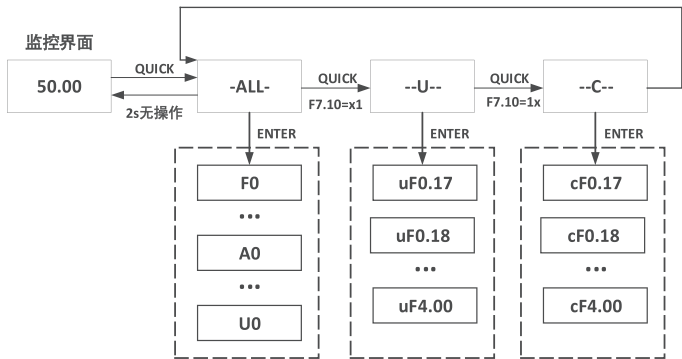 监控界面
50.00
QUICK
2s无操作
-ALL-
QUICK
F7.10=x1
--U--
QUICK
F7.10=1x
--C--
ENTER
ENTER
ENTER
F0
...
A0
...
U0
uF0.17
uF0.18
...
uF4.00
cF0.17
cF0.18
...
cF4.00